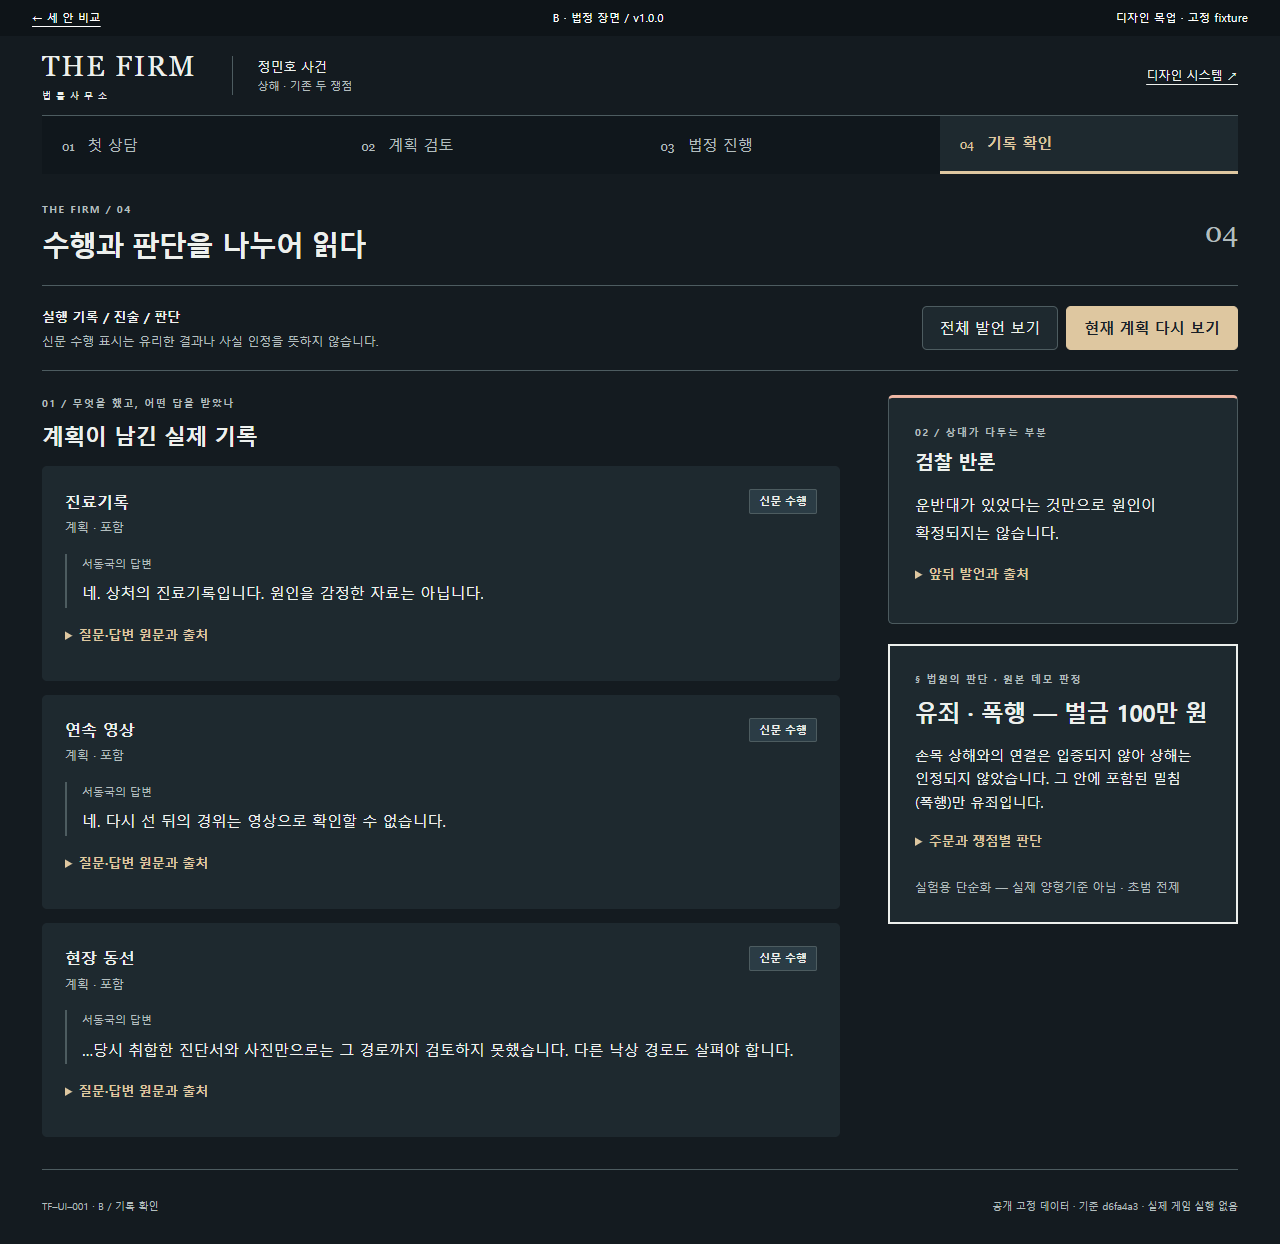 ← 세 안 비교
B · 법정 장면 / v1.0.0
디자인 목업 · 고정 fixture
THE FIRM
법률사무소
정민호 사건
상해 · 기존 두 쟁점
디자인 시스템 ↗
01 첫 상담
02 계획 검토
03 법정 진행
04 기록 확인
THE FIRM / 04
수행과 판단을 나누어 읽다
04
실행 기록 / 진술 / 판단
신문 수행 표시는 유리한 결과나 사실 인정을 뜻하지 않습니다.
전체 발언 보기
현재 계획 다시 보기
01 / 무엇을 했고, 어떤 답을 받았나
계획이 남긴 실제 기록
진료기록
신문 수행
계획 · 포함
서동국의 답변
네. 상처의 진료기록입니다. 원인을 감정한 자료는 아닙니다.
▶ 질문·답변 원문과 출처
연속 영상
신문 수행
계획 · 포함
서동국의 답변
네. 다시 선 뒤의 경위는 영상으로 확인할 수 없습니다.
▶ 질문·답변 원문과 출처
현장 동선
신문 수행
계획 · 포함
서동국의 답변
...당시 취합한 진단서와 사진만으로는 그 경로까지 검토하지 못했습니다. 다른 낙상 경로도 살펴야 합니다.
▶ 질문·답변 원문과 출처
02 / 상대가 다투는 부분
검찰 반론
운반대가 있었다는 것만으로 원인이
확정되지는 않습니다.
▶ 앞뒤 발언과 출처
§ 법원의 판단 · 원본 데모 판정
유죄 · 폭행 — 벌금 100만 원
손목 상해와의 연결은 입증되지 않아 상해는
인정되지 않았습니다. 그 안에 포함된 밀침
(폭행)만 유죄입니다.
▶ 주문과 쟁점별 판단
실험용 단순화 — 실제 양형기준 아님 · 초범 전제
TF-UI-001 · B / 기록 확인
공개 고정 데이터 · 기준 d6fa4a3 · 실제 게임 실행 없음